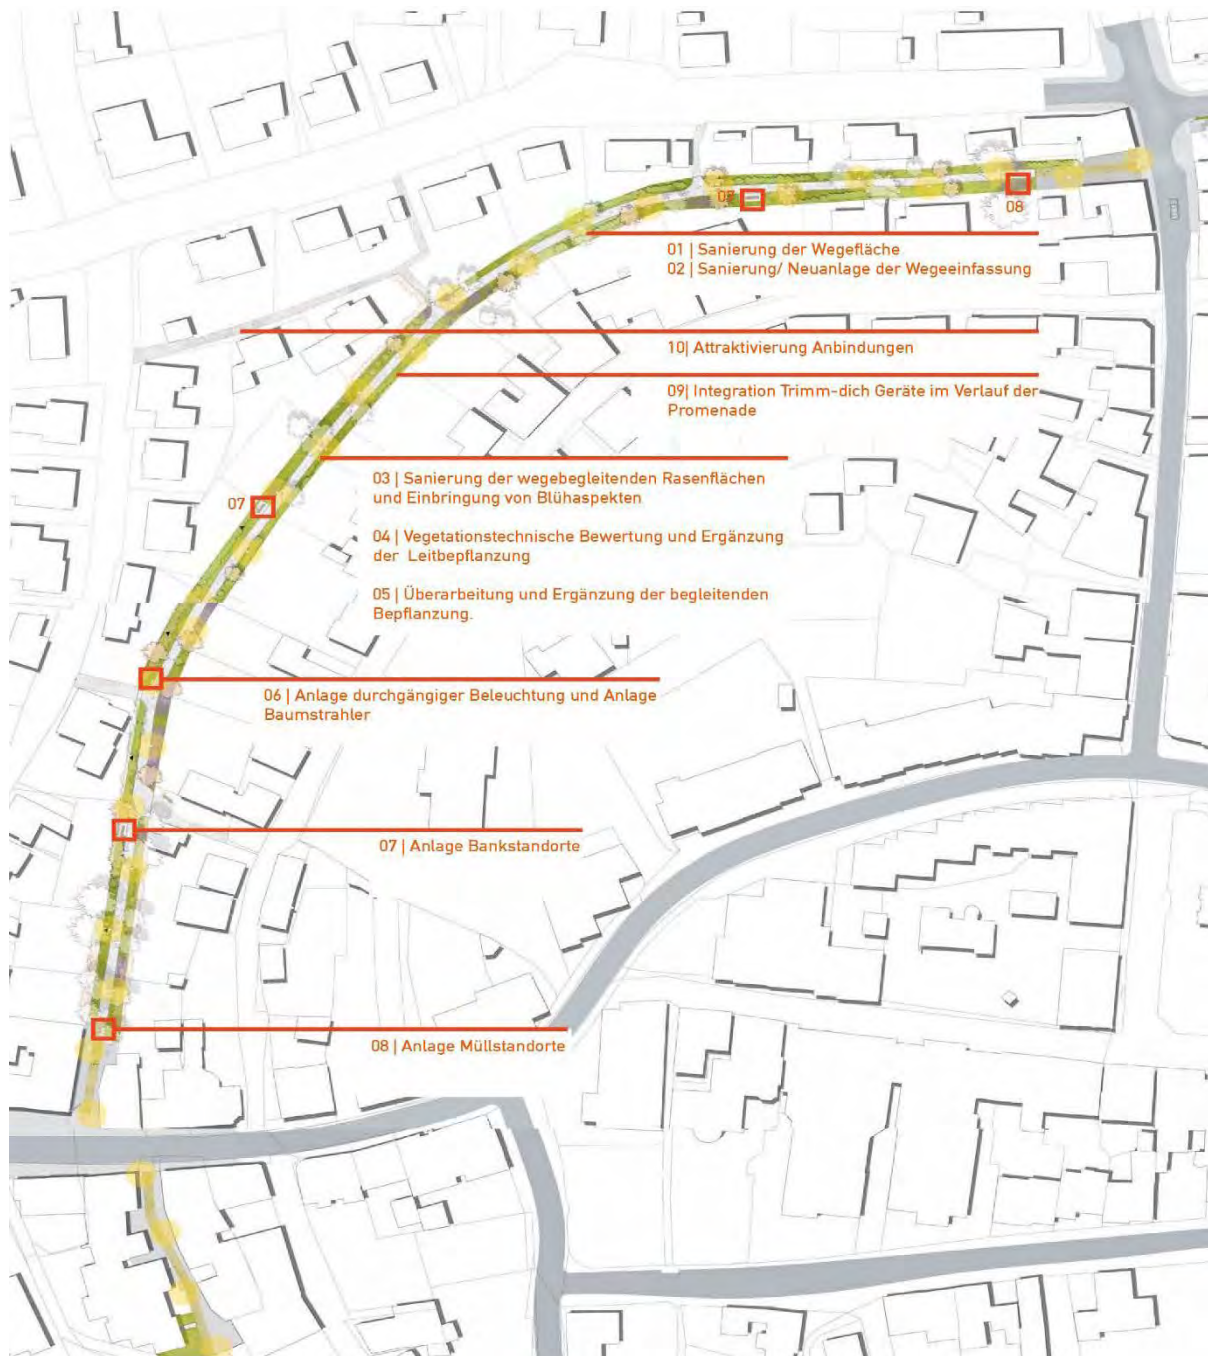 07
08
01 | Sanierung der Wegefläche
02 | Sanierung/ Neuanlage der Wegeeinfassung
10| Attraktivierung Anbindungen
09| Integration Trimm-dich Geräte im Verlauf der
Promenade
03 | Sanierung der wegebegleitenden Rasenflächen
und Einbringung von Blühaspekten
07
04 | Vegetationstechnische Bewertung und Ergänzung
der Leitbepflanzung
05 | Überarbeitung und Ergänzung der begleitenden
Bepflanzung.
06 | Anlage durchgängiger Beleuchtung und Anlage
Baumstrahler
07 | Anlage Bankstandorte
08 | Anlage Müllstandorte